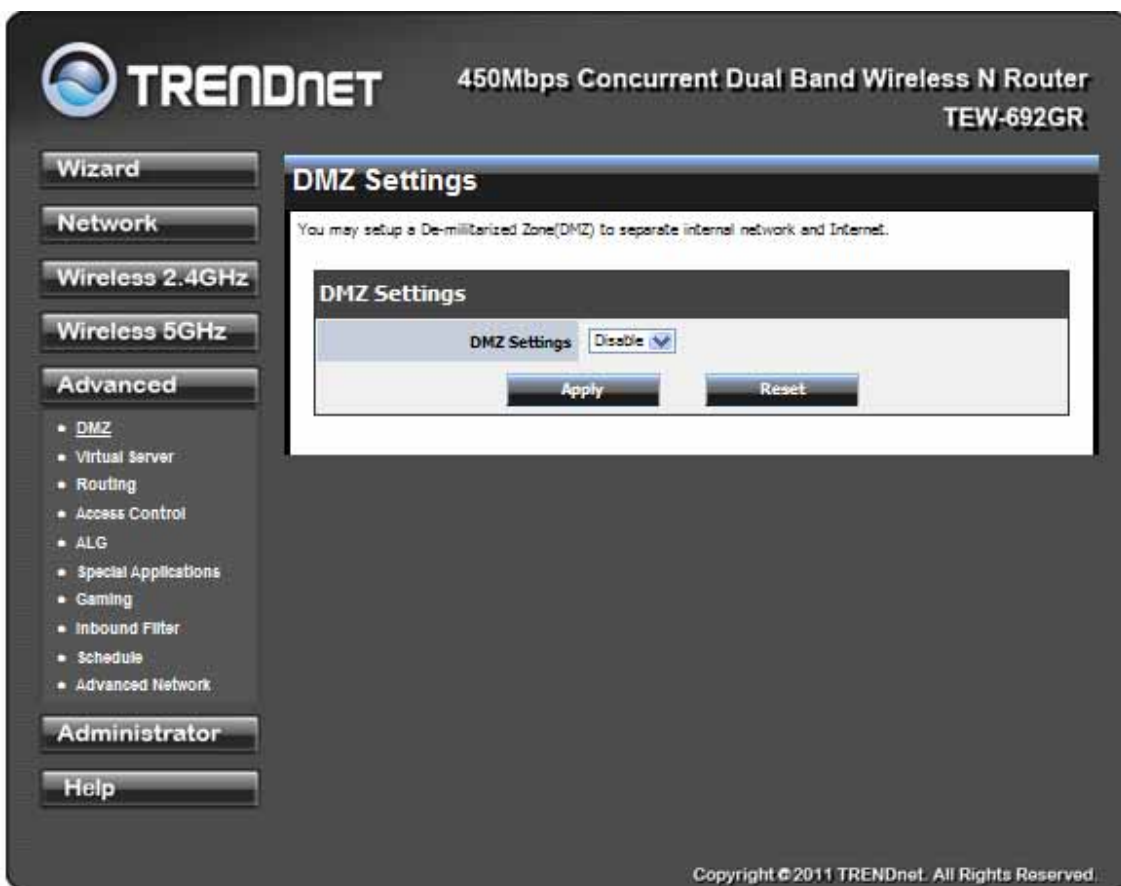 TRENDNET
450Mbps Concurrent Dual Band Wireless N Router
TEW-692GR
Wizard
Network
Wireless 2.4GHz
Wireless 5GHz
Advanced
• DMZ
• Virtual Server
• Routing
• Access Control
• ALG
• Special Applications
• Gaming
• Inbound Filter
• Schedule
• Advanced Network
Administrator
Help
DMZ Settings
You may setup a De-militarized Zone(DMZ) to separate internal network and Internet.
DMZ Settings
DMZ Settings Disable
Apply Reset
Copyright © 2011 TRENDnet. All Rights Reserved.